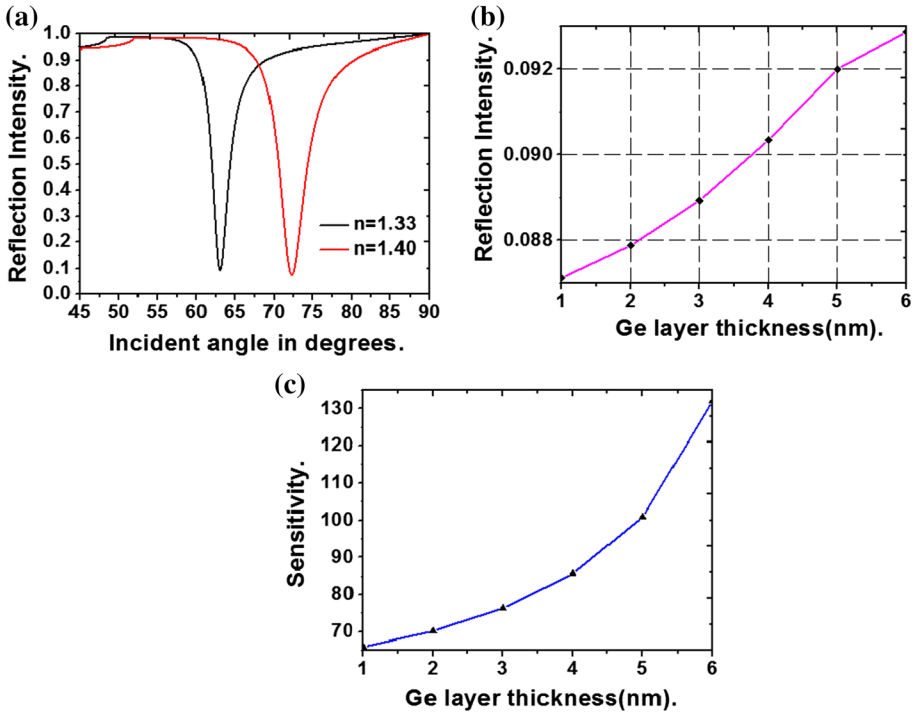 (a)
Reflection Intensity.
1.0
0.9
0.8
0.7
0.6
0.5
0.4
0.3
0.2
0.1
0.0
n=1.33
n=1.40
45 50 55 60 65 70 75 80 85 90
Incident angle in degrees.
(b)
Reflection Intensity.
0.092
0.090
0.088
1 2 3 4 5 6
Ge layer thickness(nm).
(c)
Sensitivity.
130
120
110
100
90
80
70
1 2 3 4 5 6
Ge layer thickness(nm).